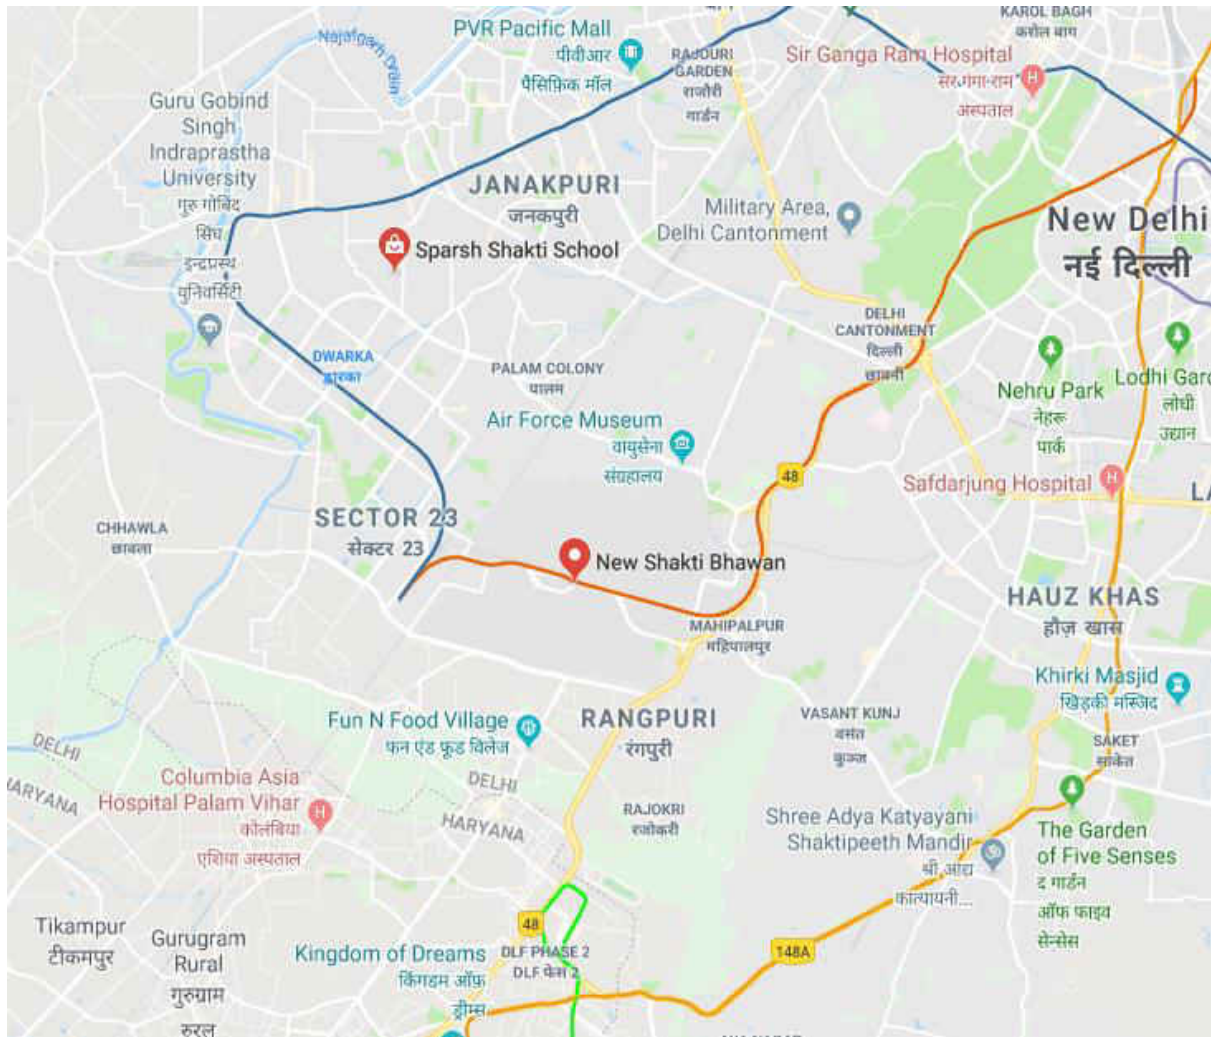 PVR Pacific Mall
पीवीआर
पैसिफ़िक मॉल
RAJOURI
GARDEN
राजौरी
गार्डन
KAROL BAGH
करोल बाग
Sir Ganga Ram Hospital
सर-गंगा-राम
अस्पताल
Najafgarh Drain
Guru Gobind
Singh
Indraprastha
University
गुरु गोबिंद
सिंघ
इन्द्रप्रस्थ
युनिवर्सिटी
JANAKPURI
जनकपुरी
Sparsh Shakti School
Military Area,
Delhi Cantonment
New Delhi
नई दिल्ली
DELHI
CANTONMENT
दिल्ली
छावनी
DWARKA
द्वारका
PALAM COLONY
पालम
Nehru Park
नेहरू
पार्क
Lodhi Gard
लोधी
उद्यान
Air Force Museum
वायुसेना
संग्रहालय
48
Safdarjung Hospital
LA
SECTOR 23
सेक्टर 23
CHHAWLA
छावला
New Shakti Bhawan
HAUZ KHAS
हौज़ खास
MAHIPALPUR
महिपालपुर
Khirki Masjid
खिड़की मस्जिद
Fun N Food Village
फन एंड फूड विलेज
RANGPURI
रंगपुरी
VASANT KUNJ
वसंत
कुञ्ज
SAKET
साकेत
DELHI
HARYANA
DELHI
HARYANA
Columbia Asia
Hospital Palam Vihar
कोलंबिया
एशिया अस्पताल
RAJOKRI
रजोकरी
Shree Adya Katyayani
Shaktipeeth Mandir
श्री आद्य
कात्यायनी...
The Garden
of Five Senses
द गार्डन
ऑफ फाइव
सेन्सेस
Tikampur
टीकमपुर
Gurugram
Rural
गुरुग्राम
रुरल
48
Kingdom of Dreams
किंगडम ऑफ़
ड्रीम्स
DLF PHASE 2
DLF फेस 2
148A